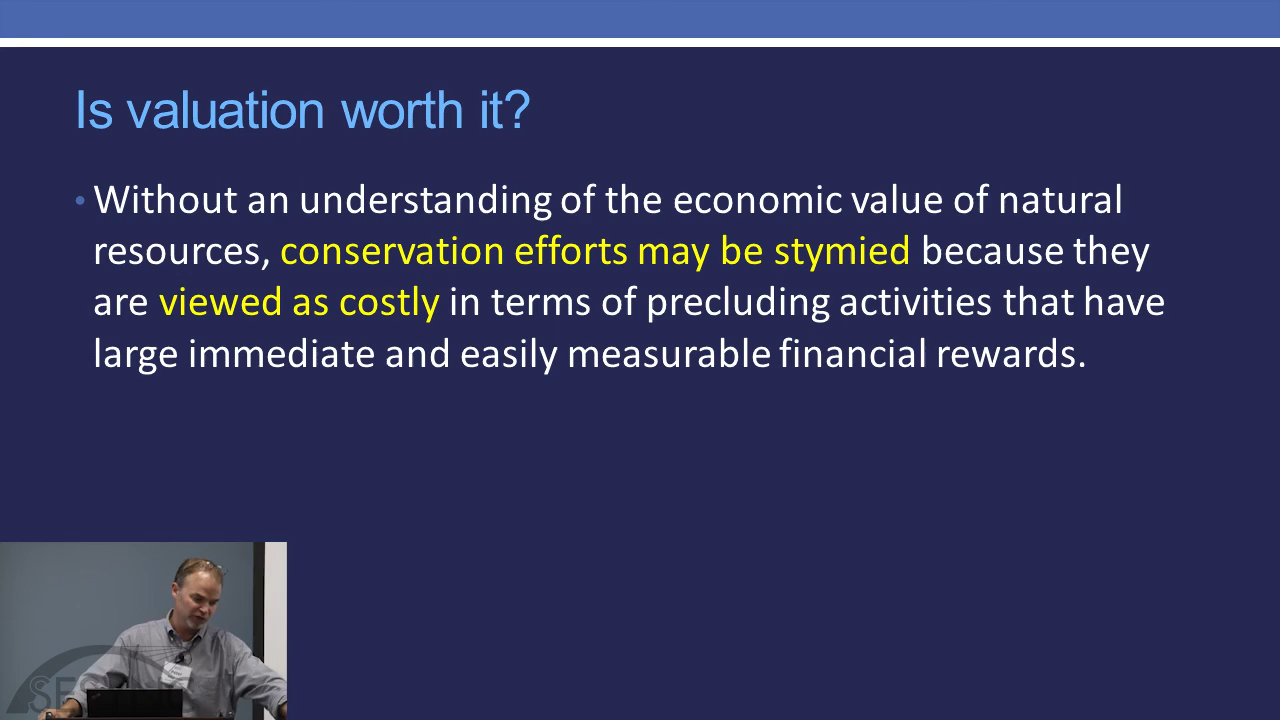 Is valuation worth it?
• Without an understanding of the economic value of natural
resources, conservation efforts may be stymied because they
are viewed as costly in terms of precluding activities that have
large immediate and easily measurable financial rewards.